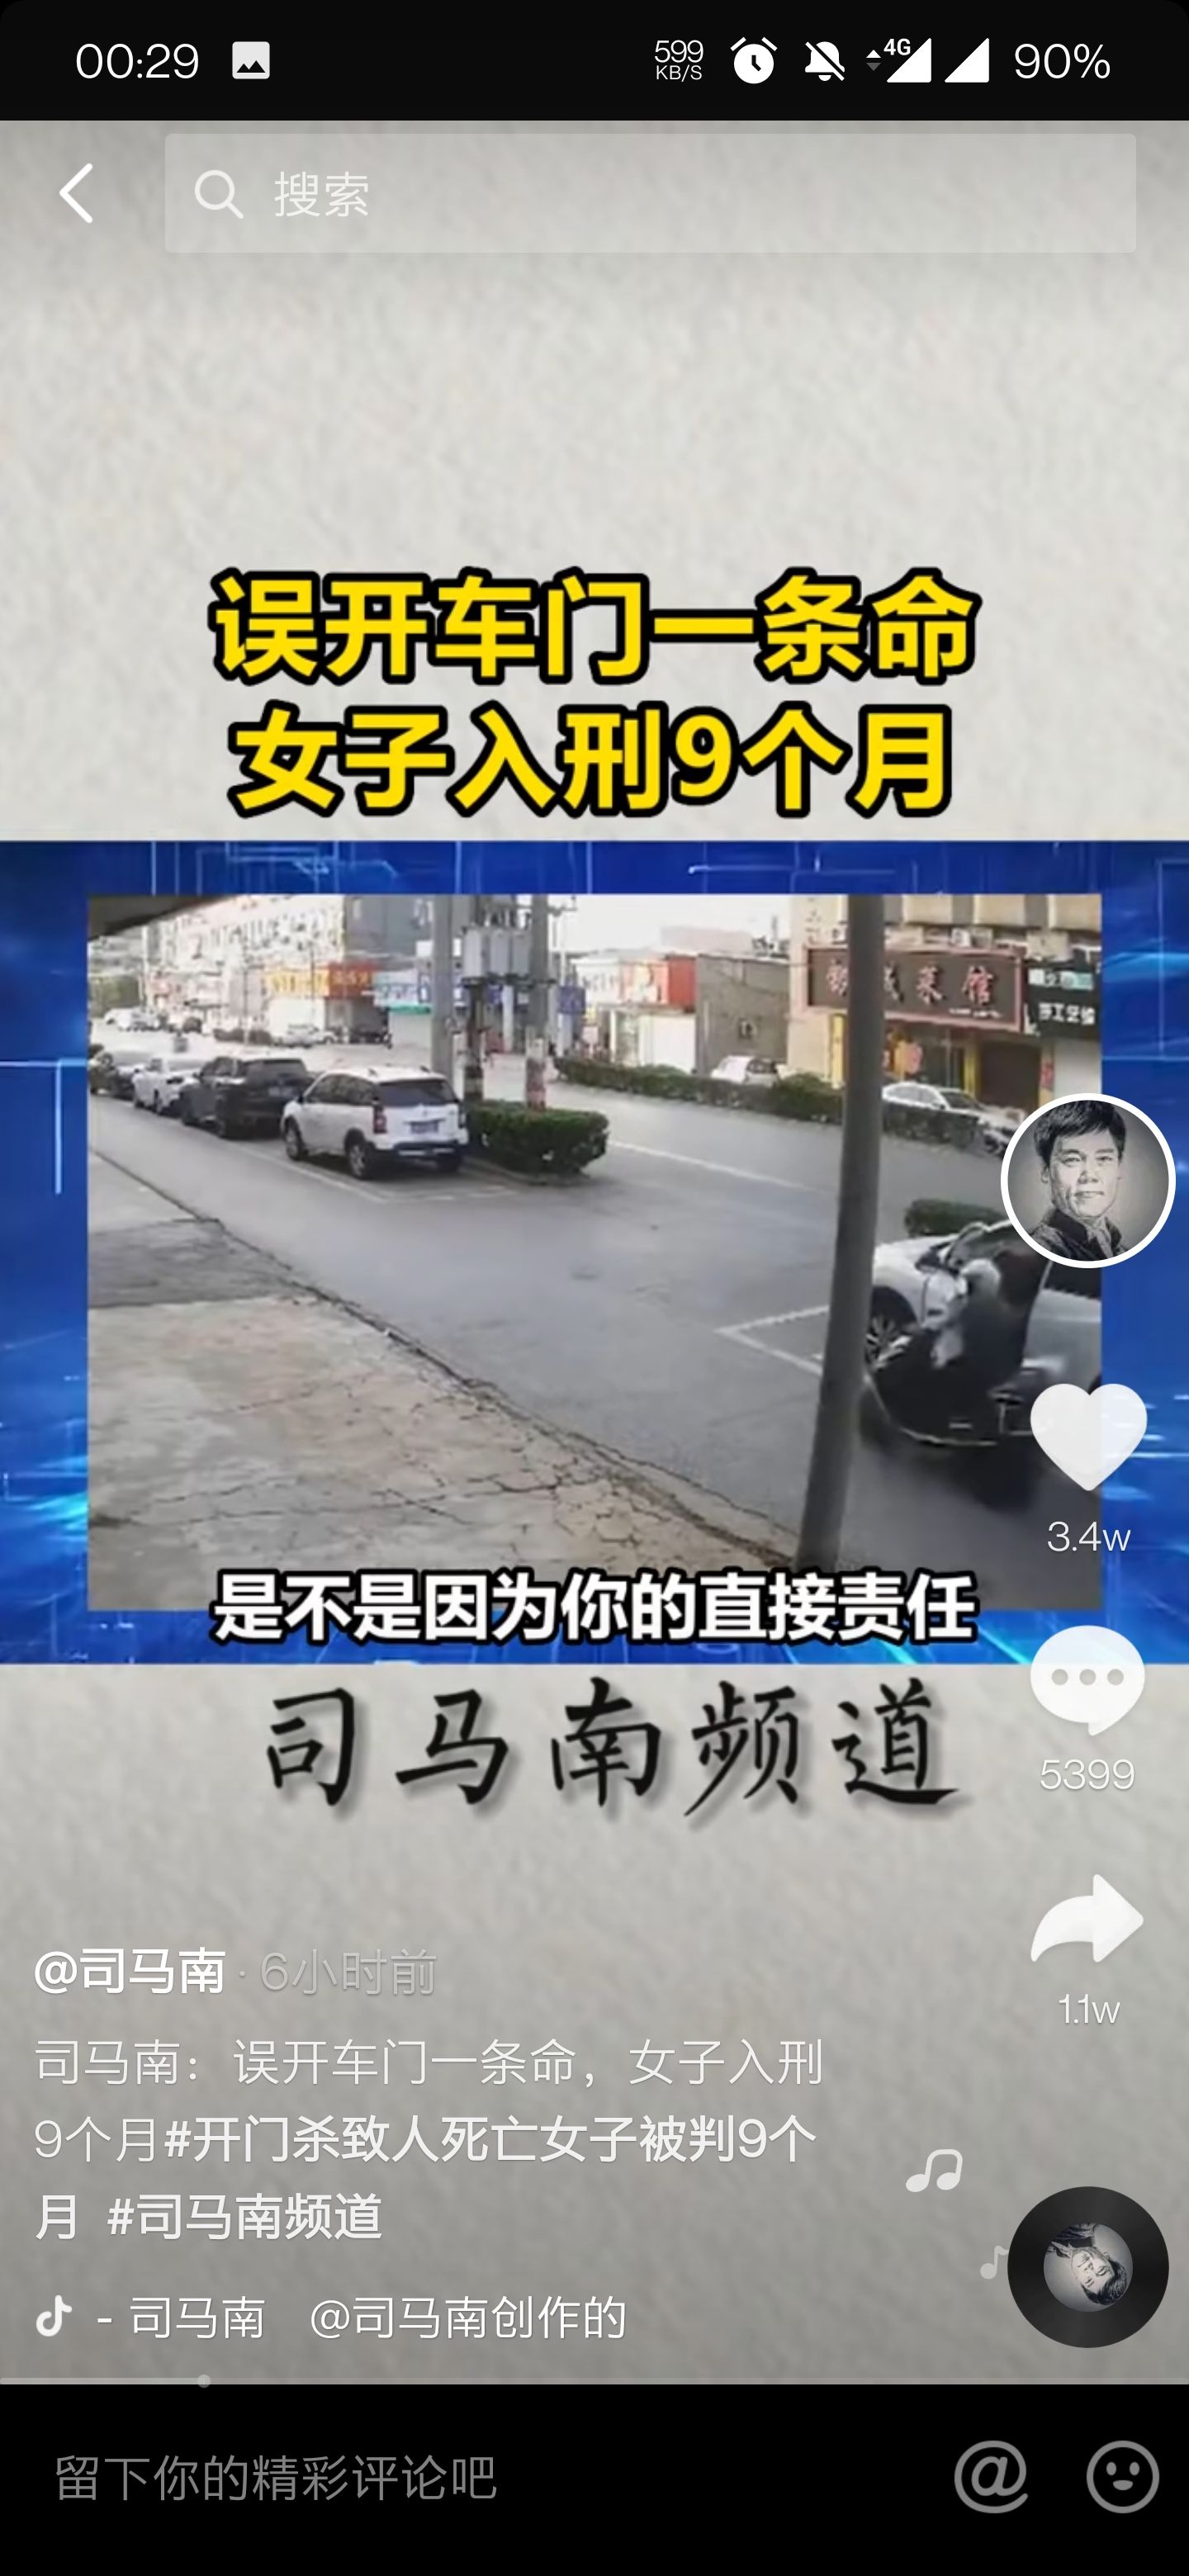 00:29
599
KB/S
4G
90%
搜索
误开车门一条命
女子入刑9个月
菜馆
是不是因为你的直接责任
司马南频道
3.4w
5399
1.1w
@司马南 · 6小时前
司马南：误开车门一条命，女子入刑
9个月#开门杀致人死亡女子被判9个
月 #司马南频道
- 司马南 @司马南创作的
留下你的精彩评论吧
@